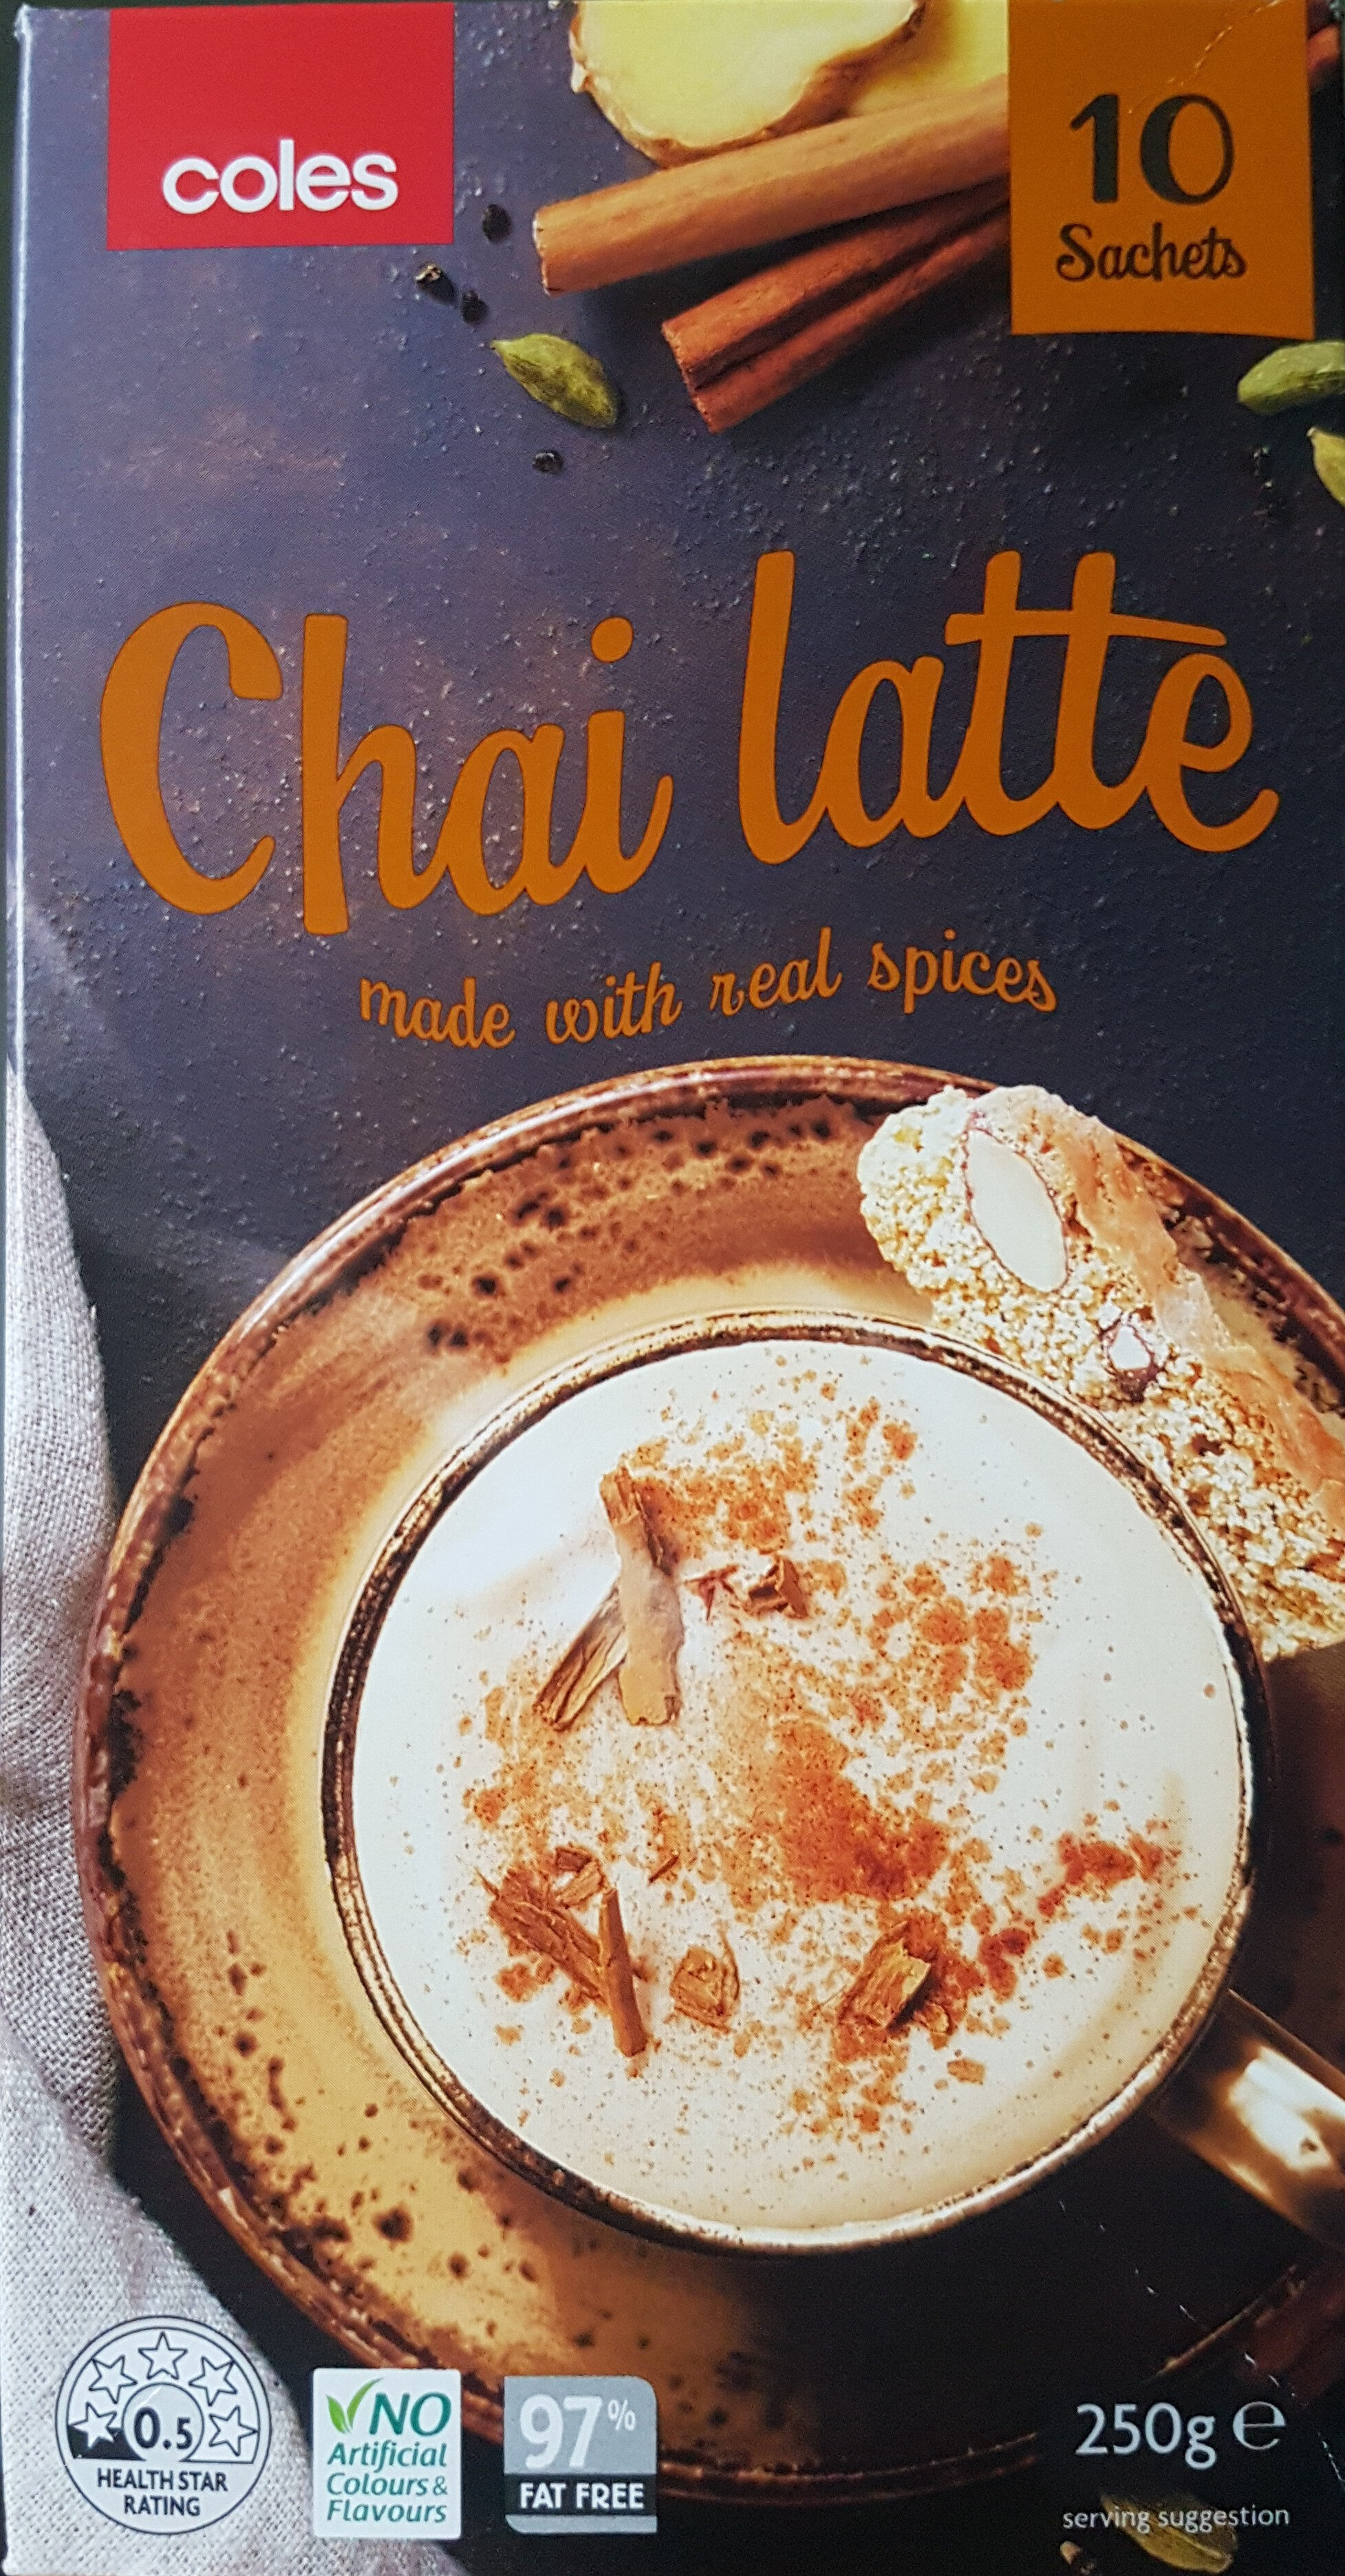 coles
10
Sachets
Chai latte
made with real spices
0.5
HEALTH STAR
RATING
NO
Artificial
Colours &
Flavours
97%
FAT FREE
250g ℮
serving suggestion